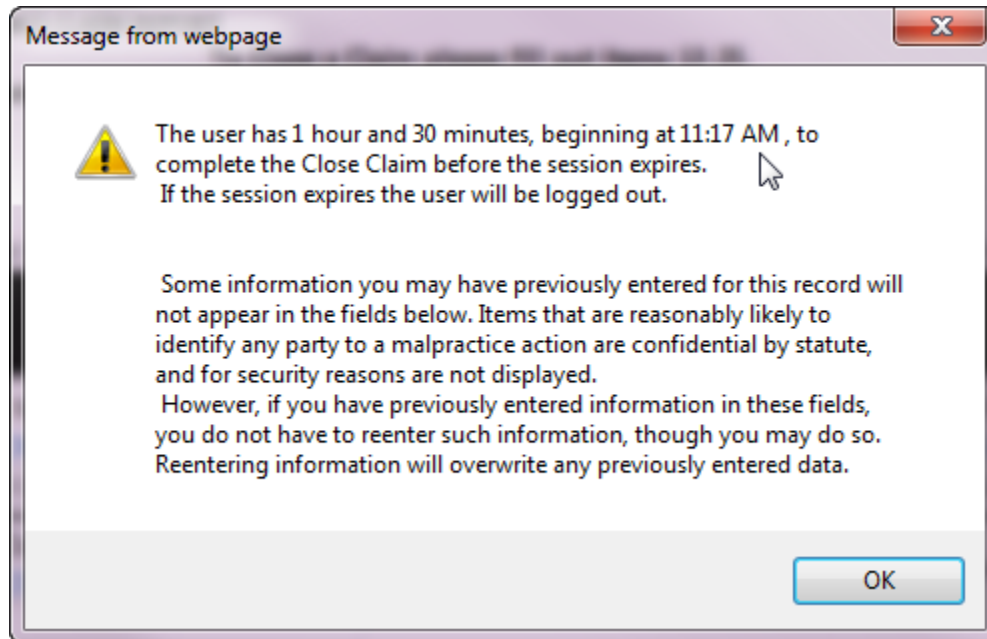 Message from webpage
The user has 1 hour and 30 minutes, beginning at 11:17 AM , to
complete the Close Claim before the session expires.
If the session expires the user will be logged out.
Some information you may have previously entered for this record will
not appear in the fields below. Items that are reasonably likely to
identify any party to a malpractice action are confidential by statute,
and for security reasons are not displayed.
However, if you have previously entered information in these fields,
you do not have to reenter such information, though you may do so.
Reentering information will overwrite any previously entered data.
OK